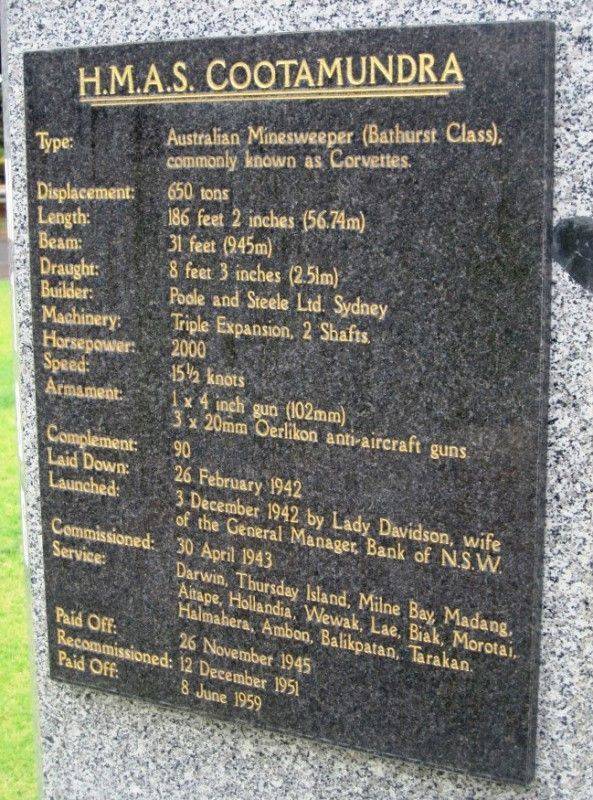 H.M.A.S. COOTAMUNDRA
Type: Australian Minesweeper (Bathurst Class),
commonly known as Corvettes.
Displacement: 650 tons
Length: 186 feet 2 inches (56.74m)
Beam: 31 feet (9.45m)
Draught: 8 feet 3 inches (2.51m)
Builder: Poole and Steele Ltd. Sydney
Machinery: Triple Expansion, 2 Shafts.
Horsepower: 2000
Speed: 15½ knots
Armament: 1 x 4 inch gun (102mm)
3 x 20mm Oerlikon anti-aircraft guns
Complement: 90
Laid Down: 26 February 1942
Launched: 3 December 1942 by Lady Davidson, wife
of the General Manager, Bank of N.S.W.
Commissioned: 30 April 1943
Service: Darwin, Thursday Island, Milne Bay, Madang,
Aitape, Hollandia, Wewak, Lae, Biak, Morotai,
Halmahera, Ambon, Balikpatan, Tarakan.
Paid Off: 26 November 1945
Recommissioned: 12 December 1951
Paid Off: 8 June 1959